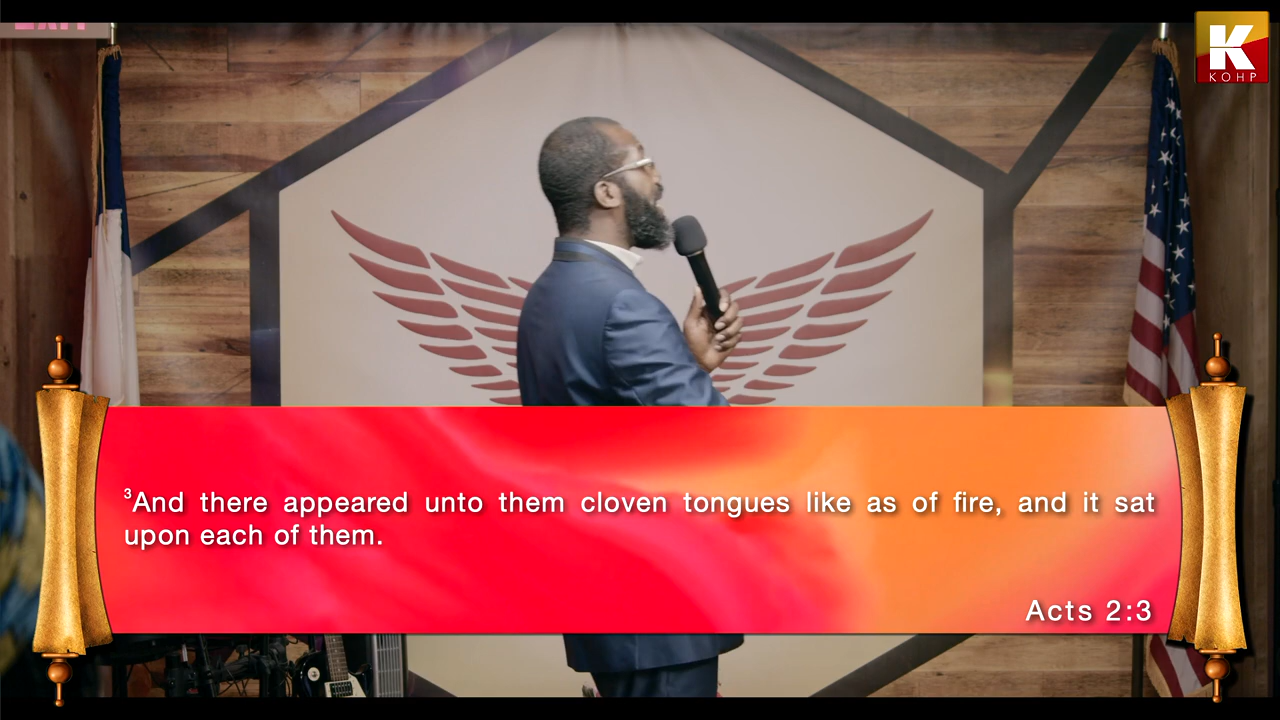 EXIT
K
KOHP
3And there appeared unto them cloven tongues like as of fire, and it sat
upon each of them.
Acts 2:3